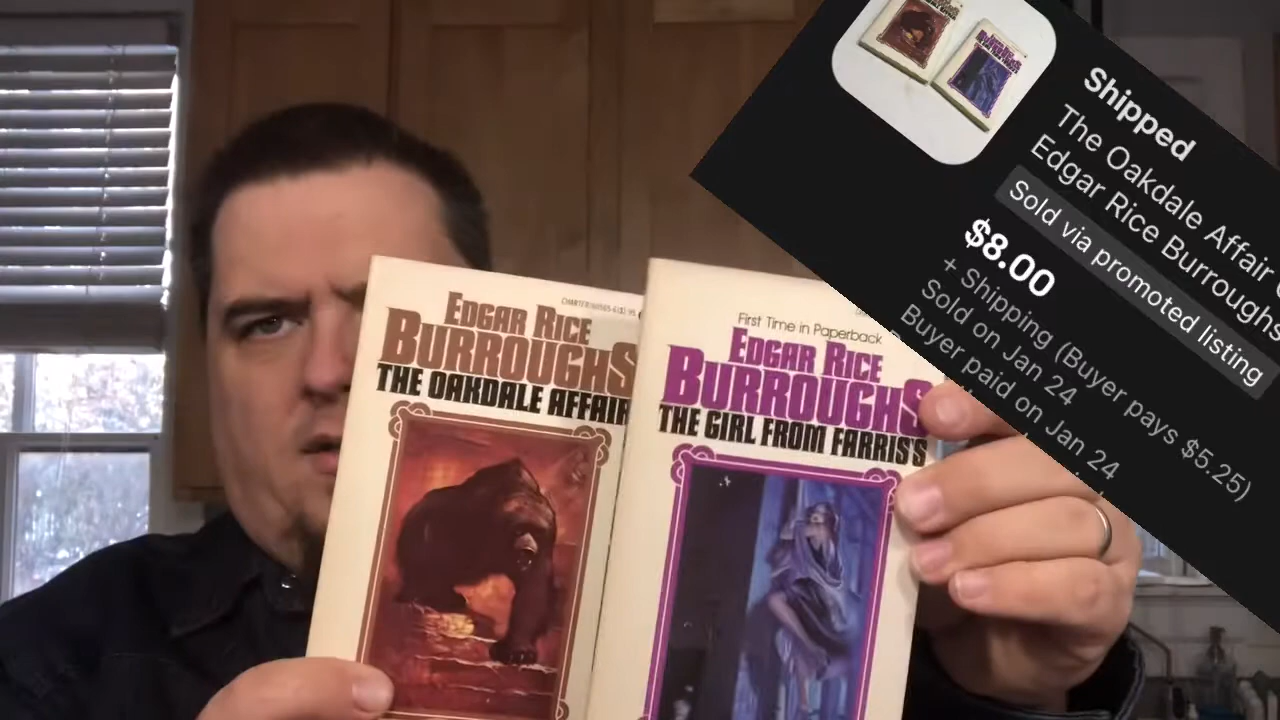 First Time in Paperback
EDGAR RICE
BURROUGHS
THE OAKDALE AFFAIR
EDGAR RICE
BURROUGHS
THE GIRL FROM FARRIS'S
Shipped
The Oakdale Affair
Edgar Rice Burroughs
Sold via promoted listing
$8.00
+ Shipping (Buyer pays $5.25)
Sold on Jan 24
Buyer paid on Jan 24